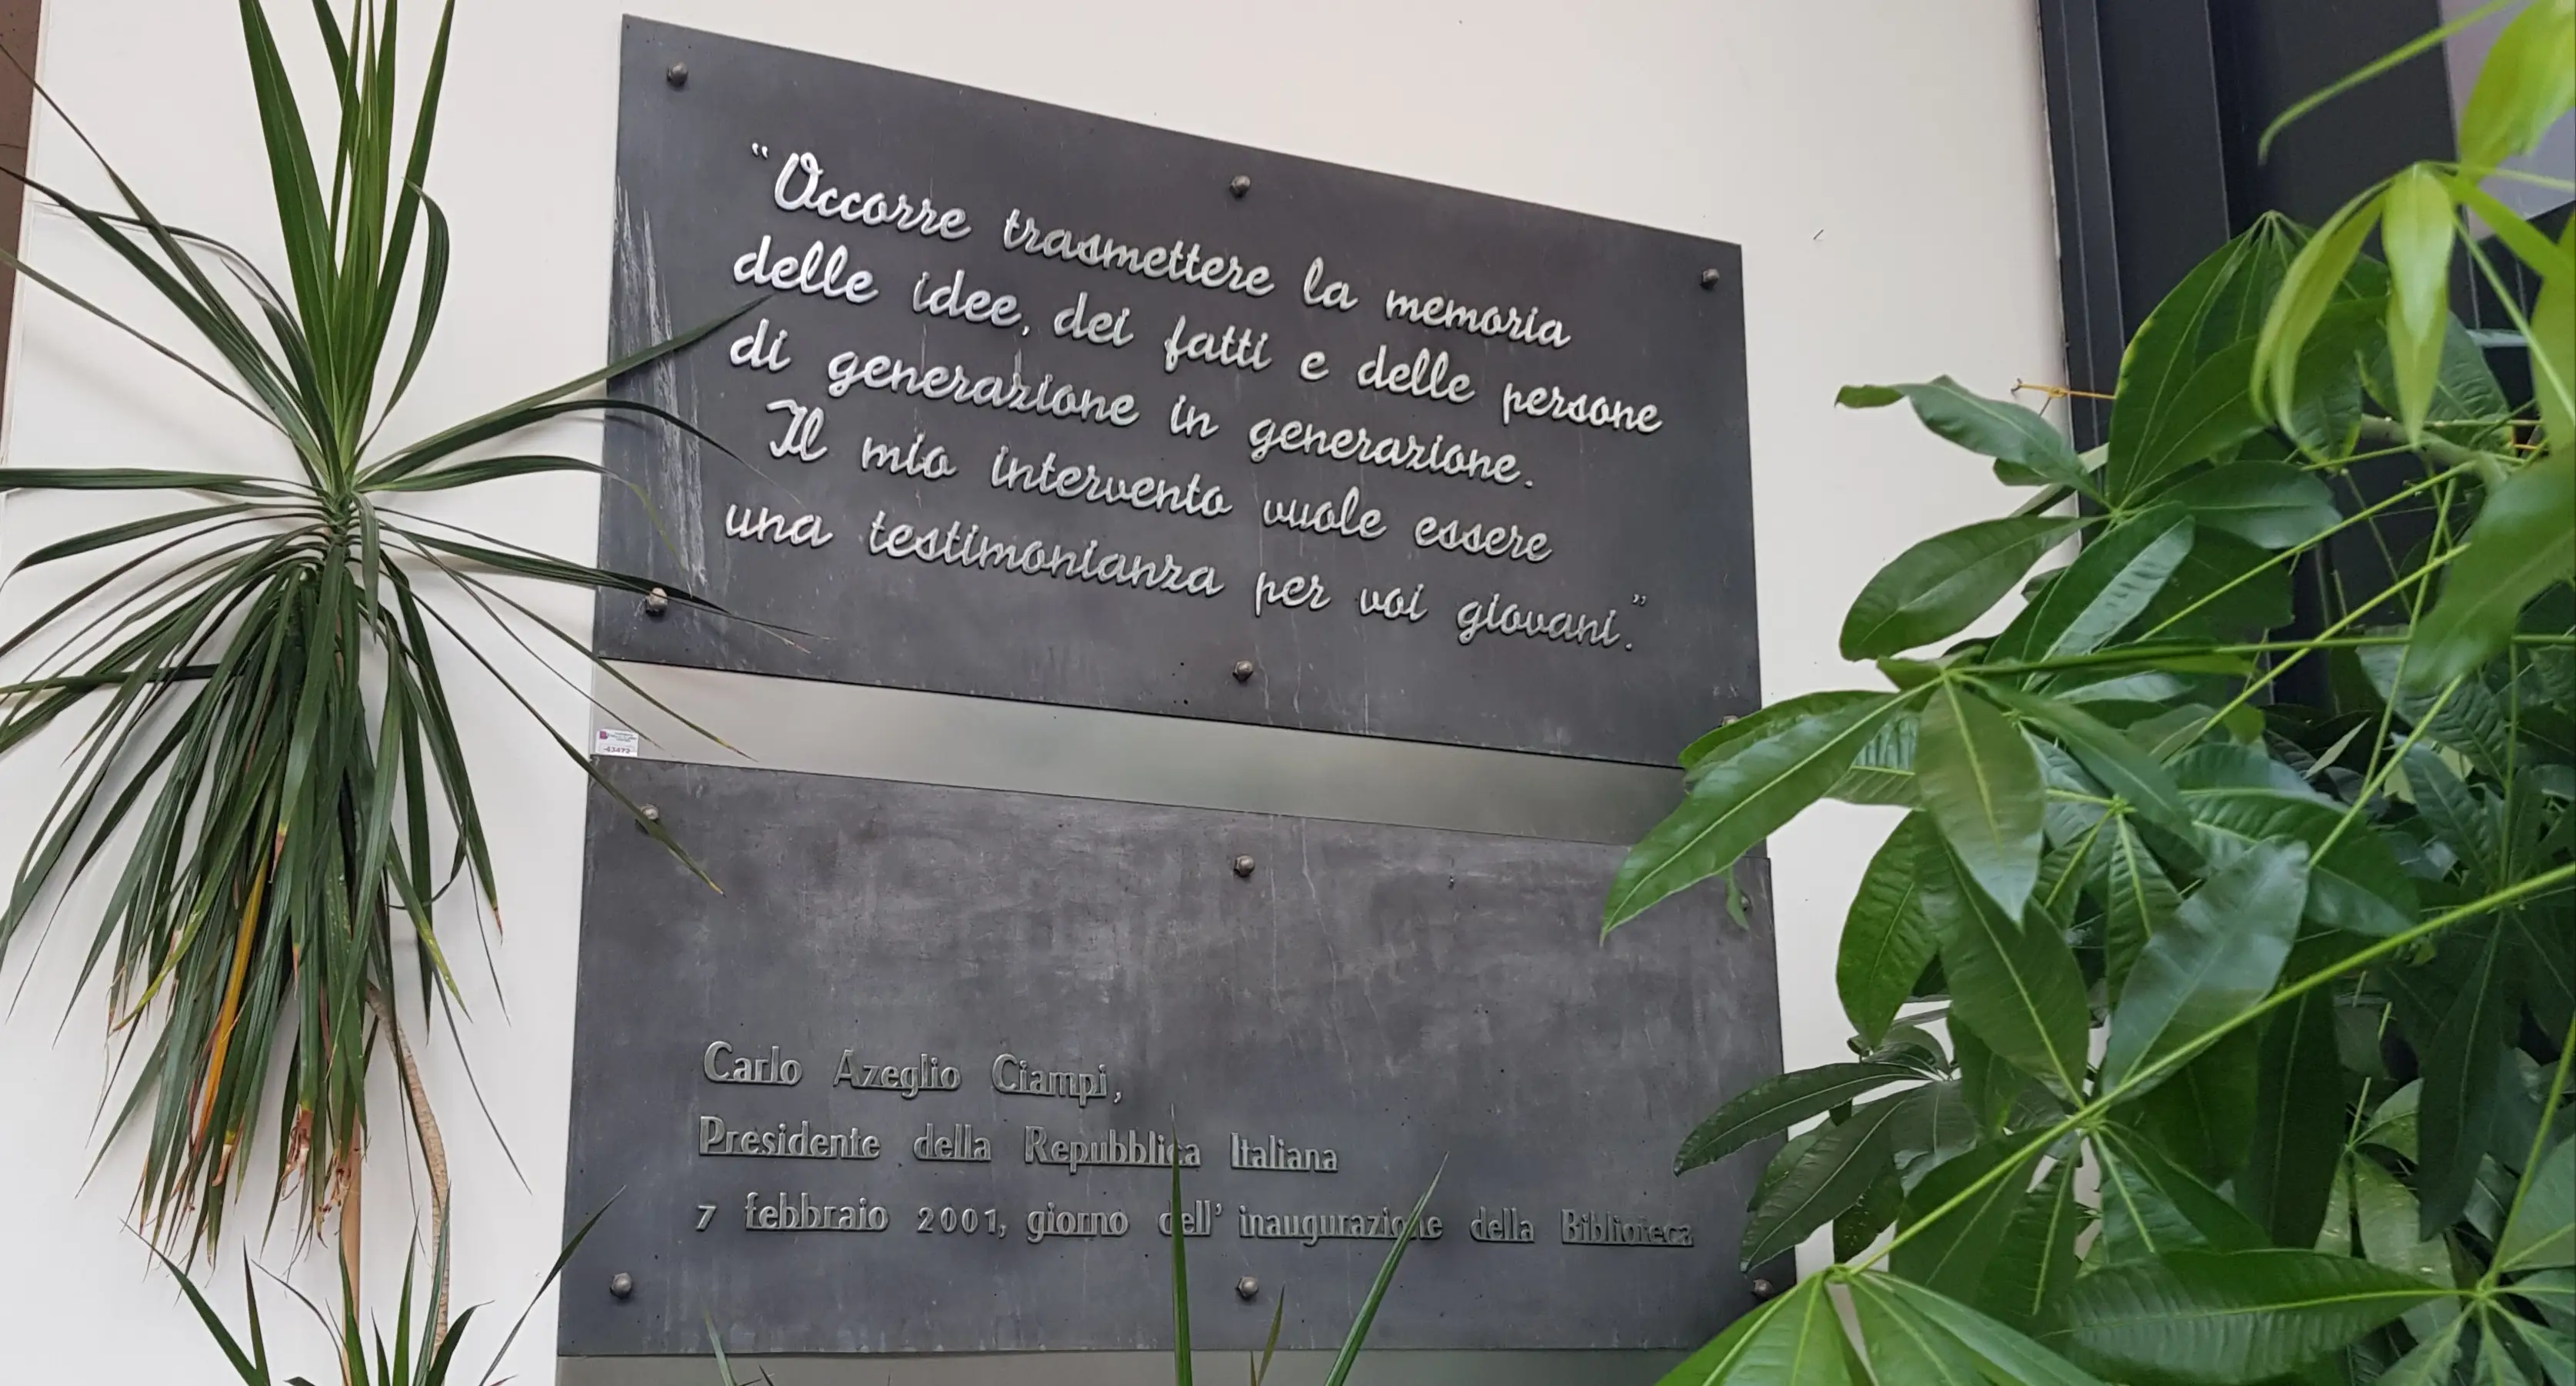 “Occorre trasmettere la memoria
delle idee, dei fatti e delle persone
di generazione in generazione.
Il mio intervento vuole essere
una testimonianza per voi giovani.”
43472
Carlo Azeglio Ciampi,
Presidente della Repubblica Italiana
7 febbraio 2001, giorno dell' inaugurazione della Biblioteca